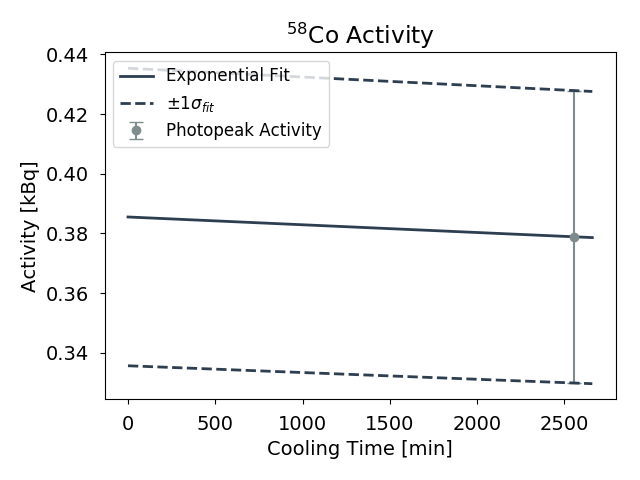 ⁵⁸Co Activity
Activity [kBq]
0.44
0.42
0.40
0.38
0.36
0.34
Exponential Fit
±1σ_fit
Photopeak Activity
0 500 1000 1500 2000 2500
Cooling Time [min]